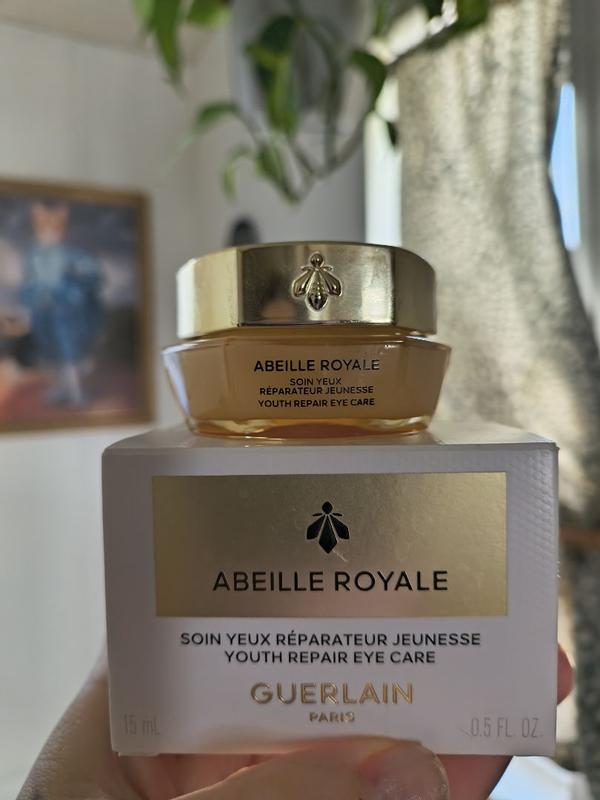 ABEILLE ROYALE
SOIN YEUX
RÉPARATEUR JEUNESSE
YOUTH REPAIR EYE CARE
ABEILLE ROYALE
SOIN YEUX RÉPARATEUR JEUNESSE
YOUTH REPAIR EYE CARE
GUERLAIN
PARIS
15 mL 0.5 FL. OZ.